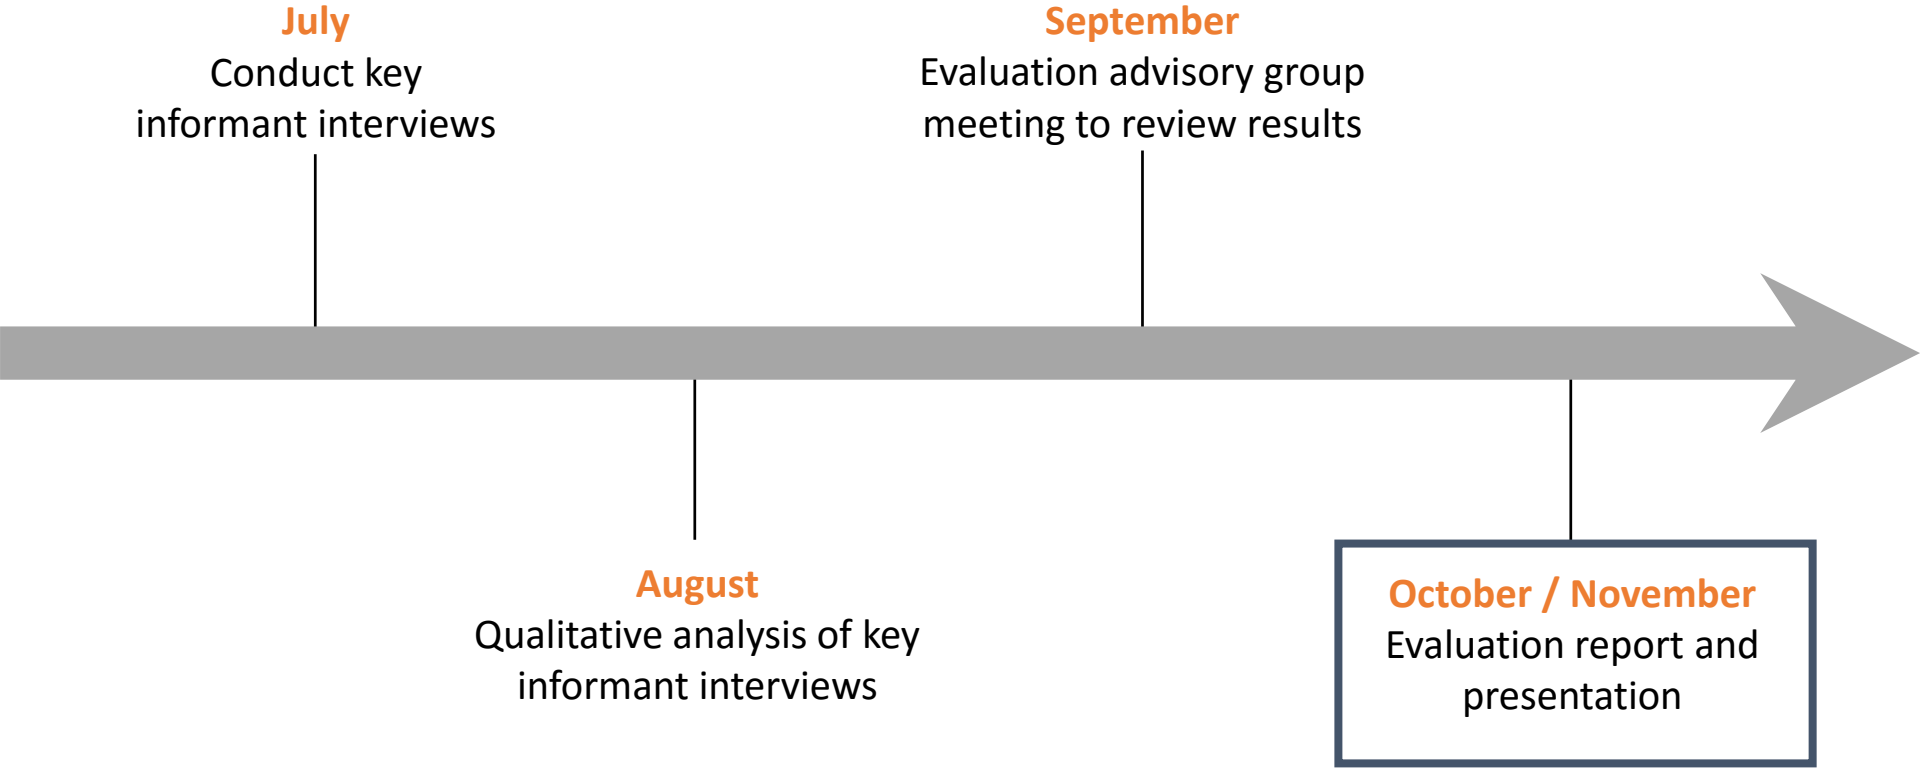 July
Conduct key
informant interviews
September
Evaluation advisory group
meeting to review results
August
Qualitative analysis of key
informant interviews
October / November
Evaluation report and
presentation